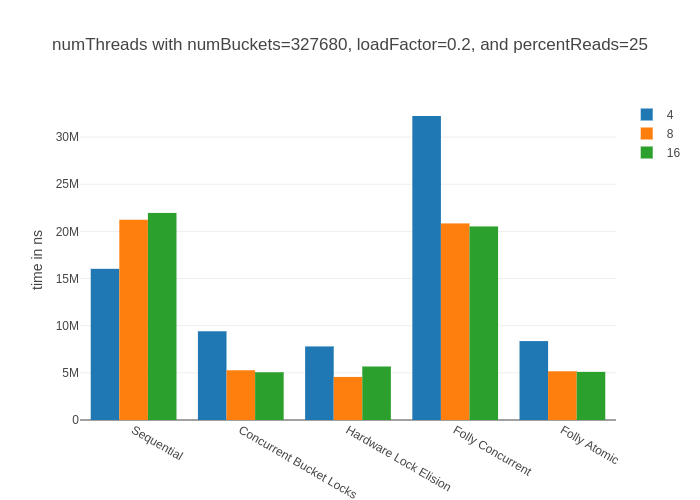 numThreads with numBuckets=327680, loadFactor=0.2, and percentReads=25
4
8
16
time in ns
30M
25M
20M
15M
10M
5M
0
Sequential
Concurrent Bucket Locks
Hardware Lock Elision
Folly Concurrent
Folly Atomic